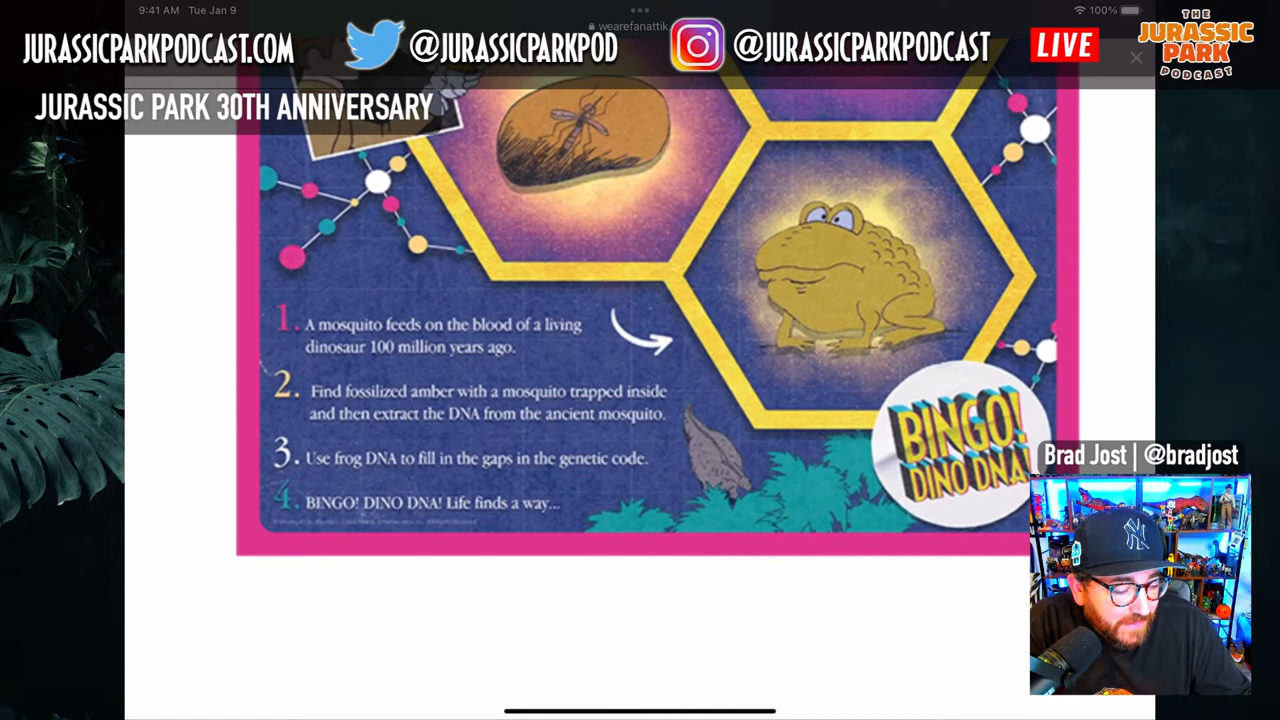 9:41 AM Tue Jan 9
wearefanattik.
100%
JURASSICPARKPODCAST.COM
@JURASSICPARKPOD
@JURASSICPARKPODCAST
LIVE
THE
JURASSIC
PARK
PODCAST
JURASSIC PARK 30TH ANNIVERSARY
1. A mosquito feeds on the blood of a living
dinosaur 100 million years ago.
2. Find fossilized amber with a mosquito trapped inside
and then extract the DNA from the ancient mosquito.
3. Use frog DNA to fill in the gaps in the genetic code.
4. BINGO! DINO DNA! Life finds a way...
BINGO!
DINO DNA!
Brad Jost | @bradjost
NY